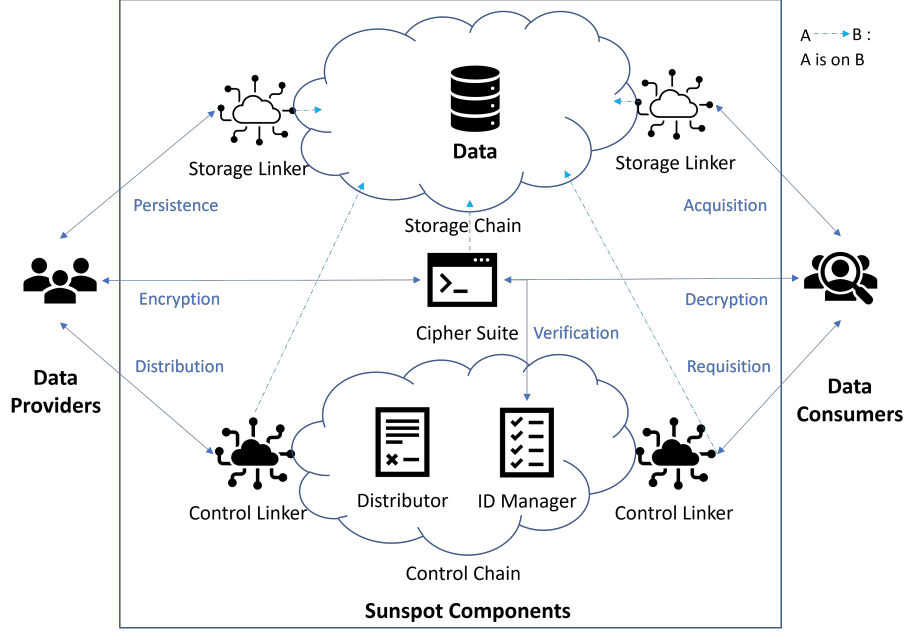 A B :
A is on B
Data
Storage Linker
Storage Linker
Persistence
Acquisition
Storage Chain
Encryption
Decryption
Cipher Suite
Verification
Distribution
Requisition
Data
Providers
Data
Consumers
Distributor
ID Manager
Control Linker
Control Linker
Control Chain
Sunspot Components